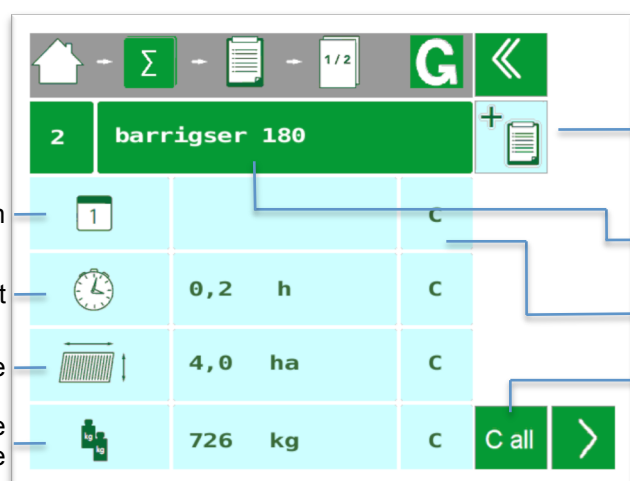 Σ 1/2 G
2 barrigser 180
n
1 C
t
0,2 h C
e
4,0 ha C
e
kg kg 726 kg C C all
e